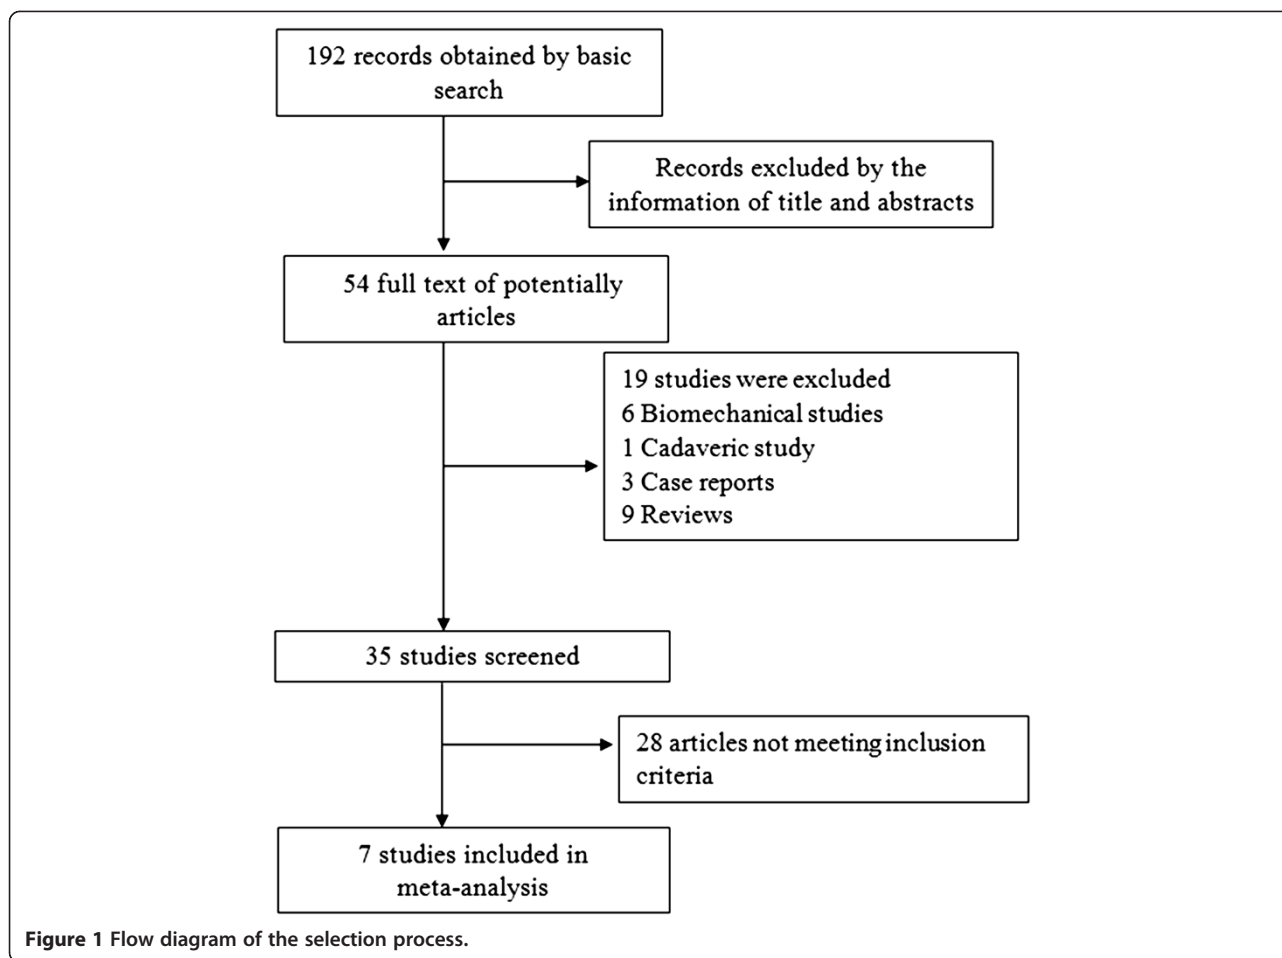 192 records obtained by basic
search
Records excluded by the
information of title and abstracts
54 full text of potentially
articles
19 studies were excluded
6 Biomechanical studies
1 Cadaveric study
3 Case reports
9 Reviews
35 studies screened
28 articles not meeting inclusion
criteria
7 studies included in
meta-analysis
Figure 1 Flow diagram of the selection process.